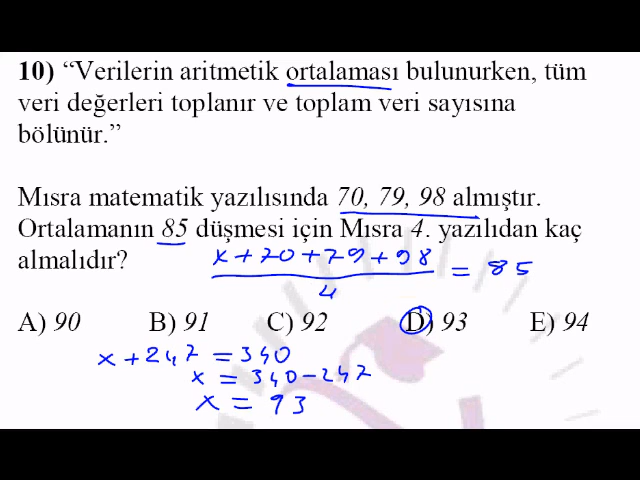 10) “Verilerin aritmetik ortalaması bulunurken, tüm
veri değerleri toplanır ve toplam veri sayısına
bölünür.”
Mısra matematik yazılısında 70, 79, 98 almıştır.
Ortalamanın 85 düşmesi için Mısra 4. yazılıdan kaç
almalıdır?
x+70+79+98
4
= 85
A) 90 B) 91 C) 92 D) 93 E) 94
x+247 = 340
x = 340-247
x = 93